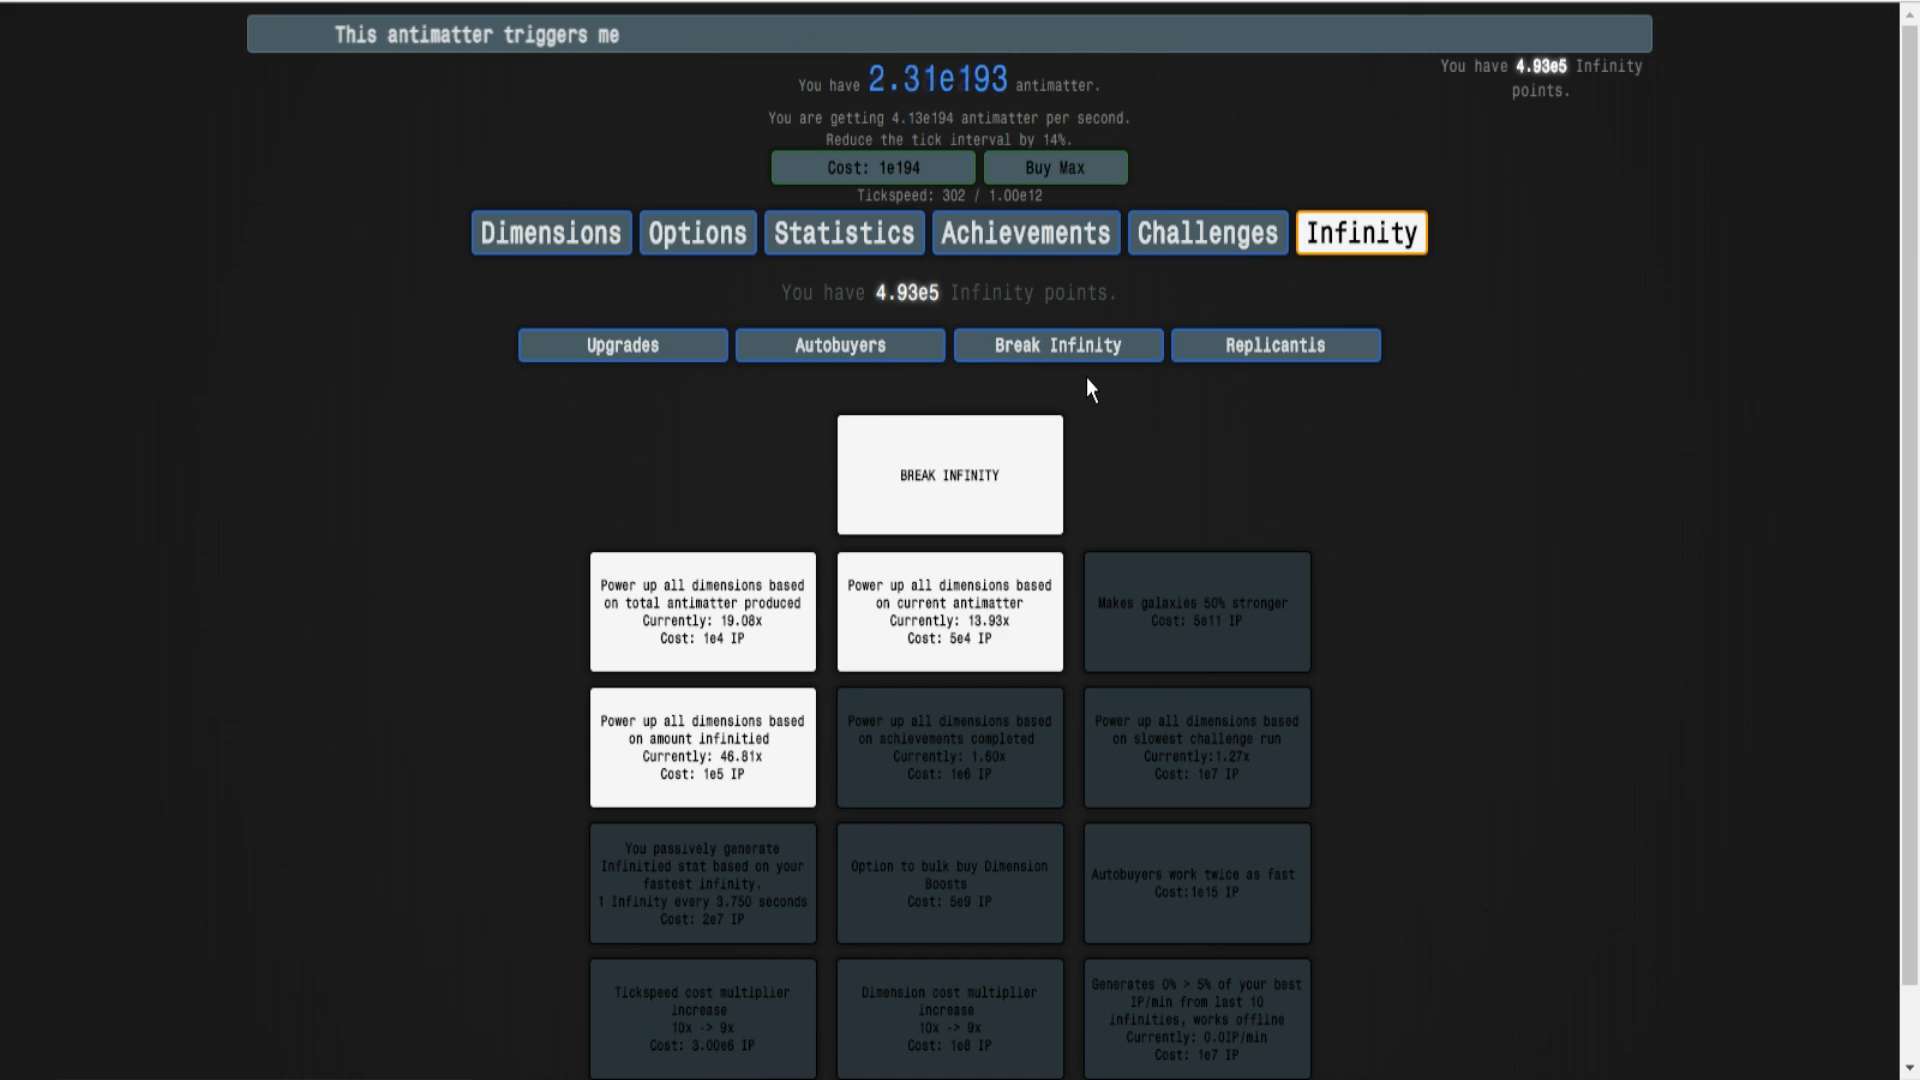 This antimatter triggers me
You have 2.31e193 antimatter.
You have 4.93e5 Infinity
points.
You are getting 4.13e194 antimatter per second.
Reduce the tick interval by 14%.
Cost: 1e194
Buy Max
Tickspeed: 302 / 1.00e12
Dimensions
Options
Statistics
Achievements
Challenges
Infinity
You have 4.93e5 Infinity points.
Upgrades
Autobuyers
Break Infinity
Replicantis
BREAK INFINITY
Power up all dimensions based
on total antimatter produced
Currently: 19.08x
Cost: 1e4 IP
Power up all dimensions based
on current antimatter
Currently: 13.93x
Cost: 5e4 IP
Makes galaxies 50% stronger
Cost: 5e11 IP
Power up all dimensions based
on amount infinitied
Currently: 46.81x
Cost: 1e5 IP
Power up all dimensions based
on achievements completed
Currently: 1.60x
Cost: 1e6 IP
Power up all dimensions based
on slowest challenge run
Currently:1.27x
Cost: 1e7 IP
You passively generate
Infinitied stat based on your
fastest infinity.
1 Infinity every 3.750 seconds
Cost: 2e7 IP
Option to bulk buy Dimension
Boosts
Cost: 5e9 IP
Autobuyers work twice as fast
Cost:1e15 IP
Tickspeed cost multiplier
increase
10x -> 9x
Cost: 3.00e6 IP
Dimension cost multiplier
increase
10x -> 9x
Cost: 1e8 IP
Generates 0% > 5% of your best
IP/min from last 10
infinities, works offline
Currently: 0.0IP/min
Cost: 1e7 IP